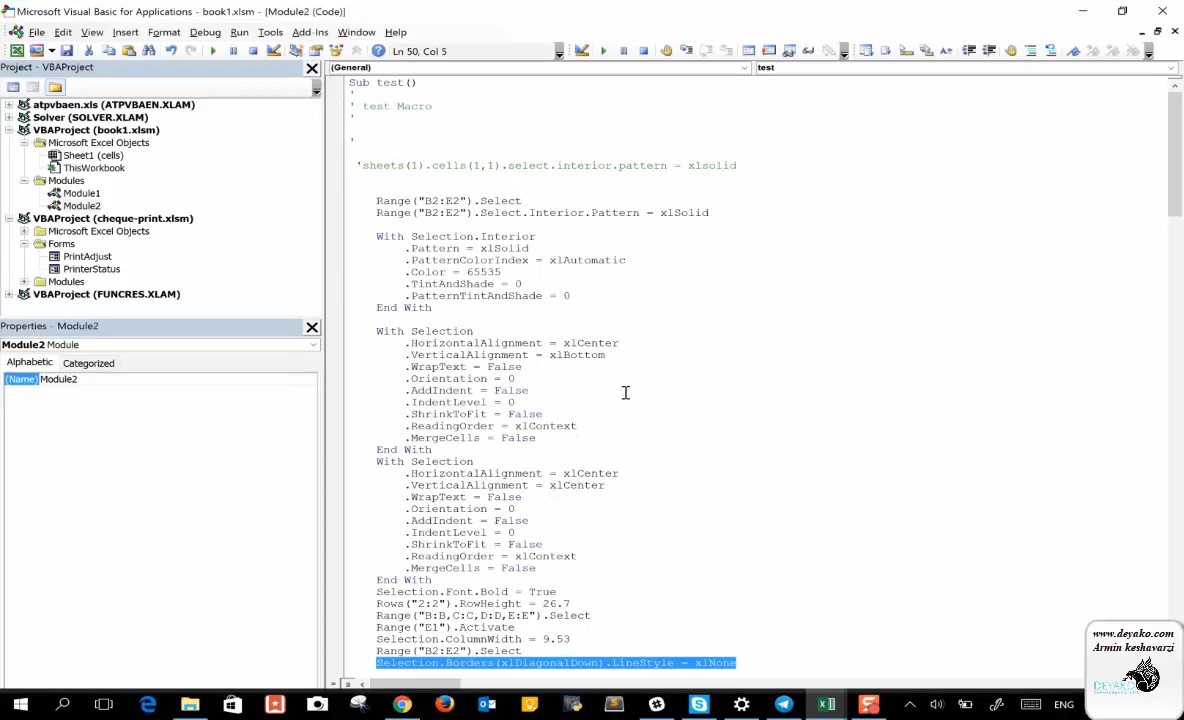 Microsoft Visual Basic for Applications - book1.xlsm - [Module2 (Code)]
File Edit View Insert Format Debug Run Tools Add-Ins Window Help
Ln 50, Col 5
Project - VBAProject
(General)
test
atpvbaen.xls (ATPVBAEN.XLAM)
Solver (SOLVER.XLAM)
VBAProject (book1.xlsm)
Microsoft Excel Objects
Sheet1 (cells)
ThisWorkbook
Modules
Module1
Module2
VBAProject (cheque-print.xlsm)
Microsoft Excel Objects
Forms
PrintAdjust
PrinterStatus
Modules
VBAProject (FUNCRES.XLAM)
Properties - Module2
Module2 Module
Alphabetic Categorized
(Name) Module2
Sub test()
'
' test Macro
'
'
'sheets(1).cells(1,1).select.interior.pattern = xlsolid
Range("B2:E2").Select
Range("B2:E2").Select.Interior.Pattern = xlSolid
With Selection.Interior
.Pattern = xlSolid
.PatternColorIndex = xlAutomatic
.Color = 65535
.TintAndShade = 0
.PatternTintAndShade = 0
End With
With Selection
.HorizontalAlignment = xlCenter
.VerticalAlignment = xlBottom
.WrapText = False
.Orientation = 0
.AddIndent = False
.IndentLevel = 0
.ShrinkToFit = False
.ReadingOrder = xlContext
.MergeCells = False
End With
With Selection
.HorizontalAlignment = xlCenter
.VerticalAlignment = xlCenter
.WrapText = False
.Orientation = 0
.AddIndent = False
.IndentLevel = 0
.ShrinkToFit = False
.ReadingOrder = xlContext
.MergeCells = False
End With
Selection.Font.Bold = True
Rows("2:2").RowHeight = 26.7
Range("B:B,C:C,D:D,E:E").Select
Range("E1").Activate
Selection.ColumnWidth = 9.53
Range("B2:E2").Select
Selection.Borders(xlDiagonalDown).LineStyle = xlNone
www.deyako.com
Armin keshavarzi
DEYAKO
ENG